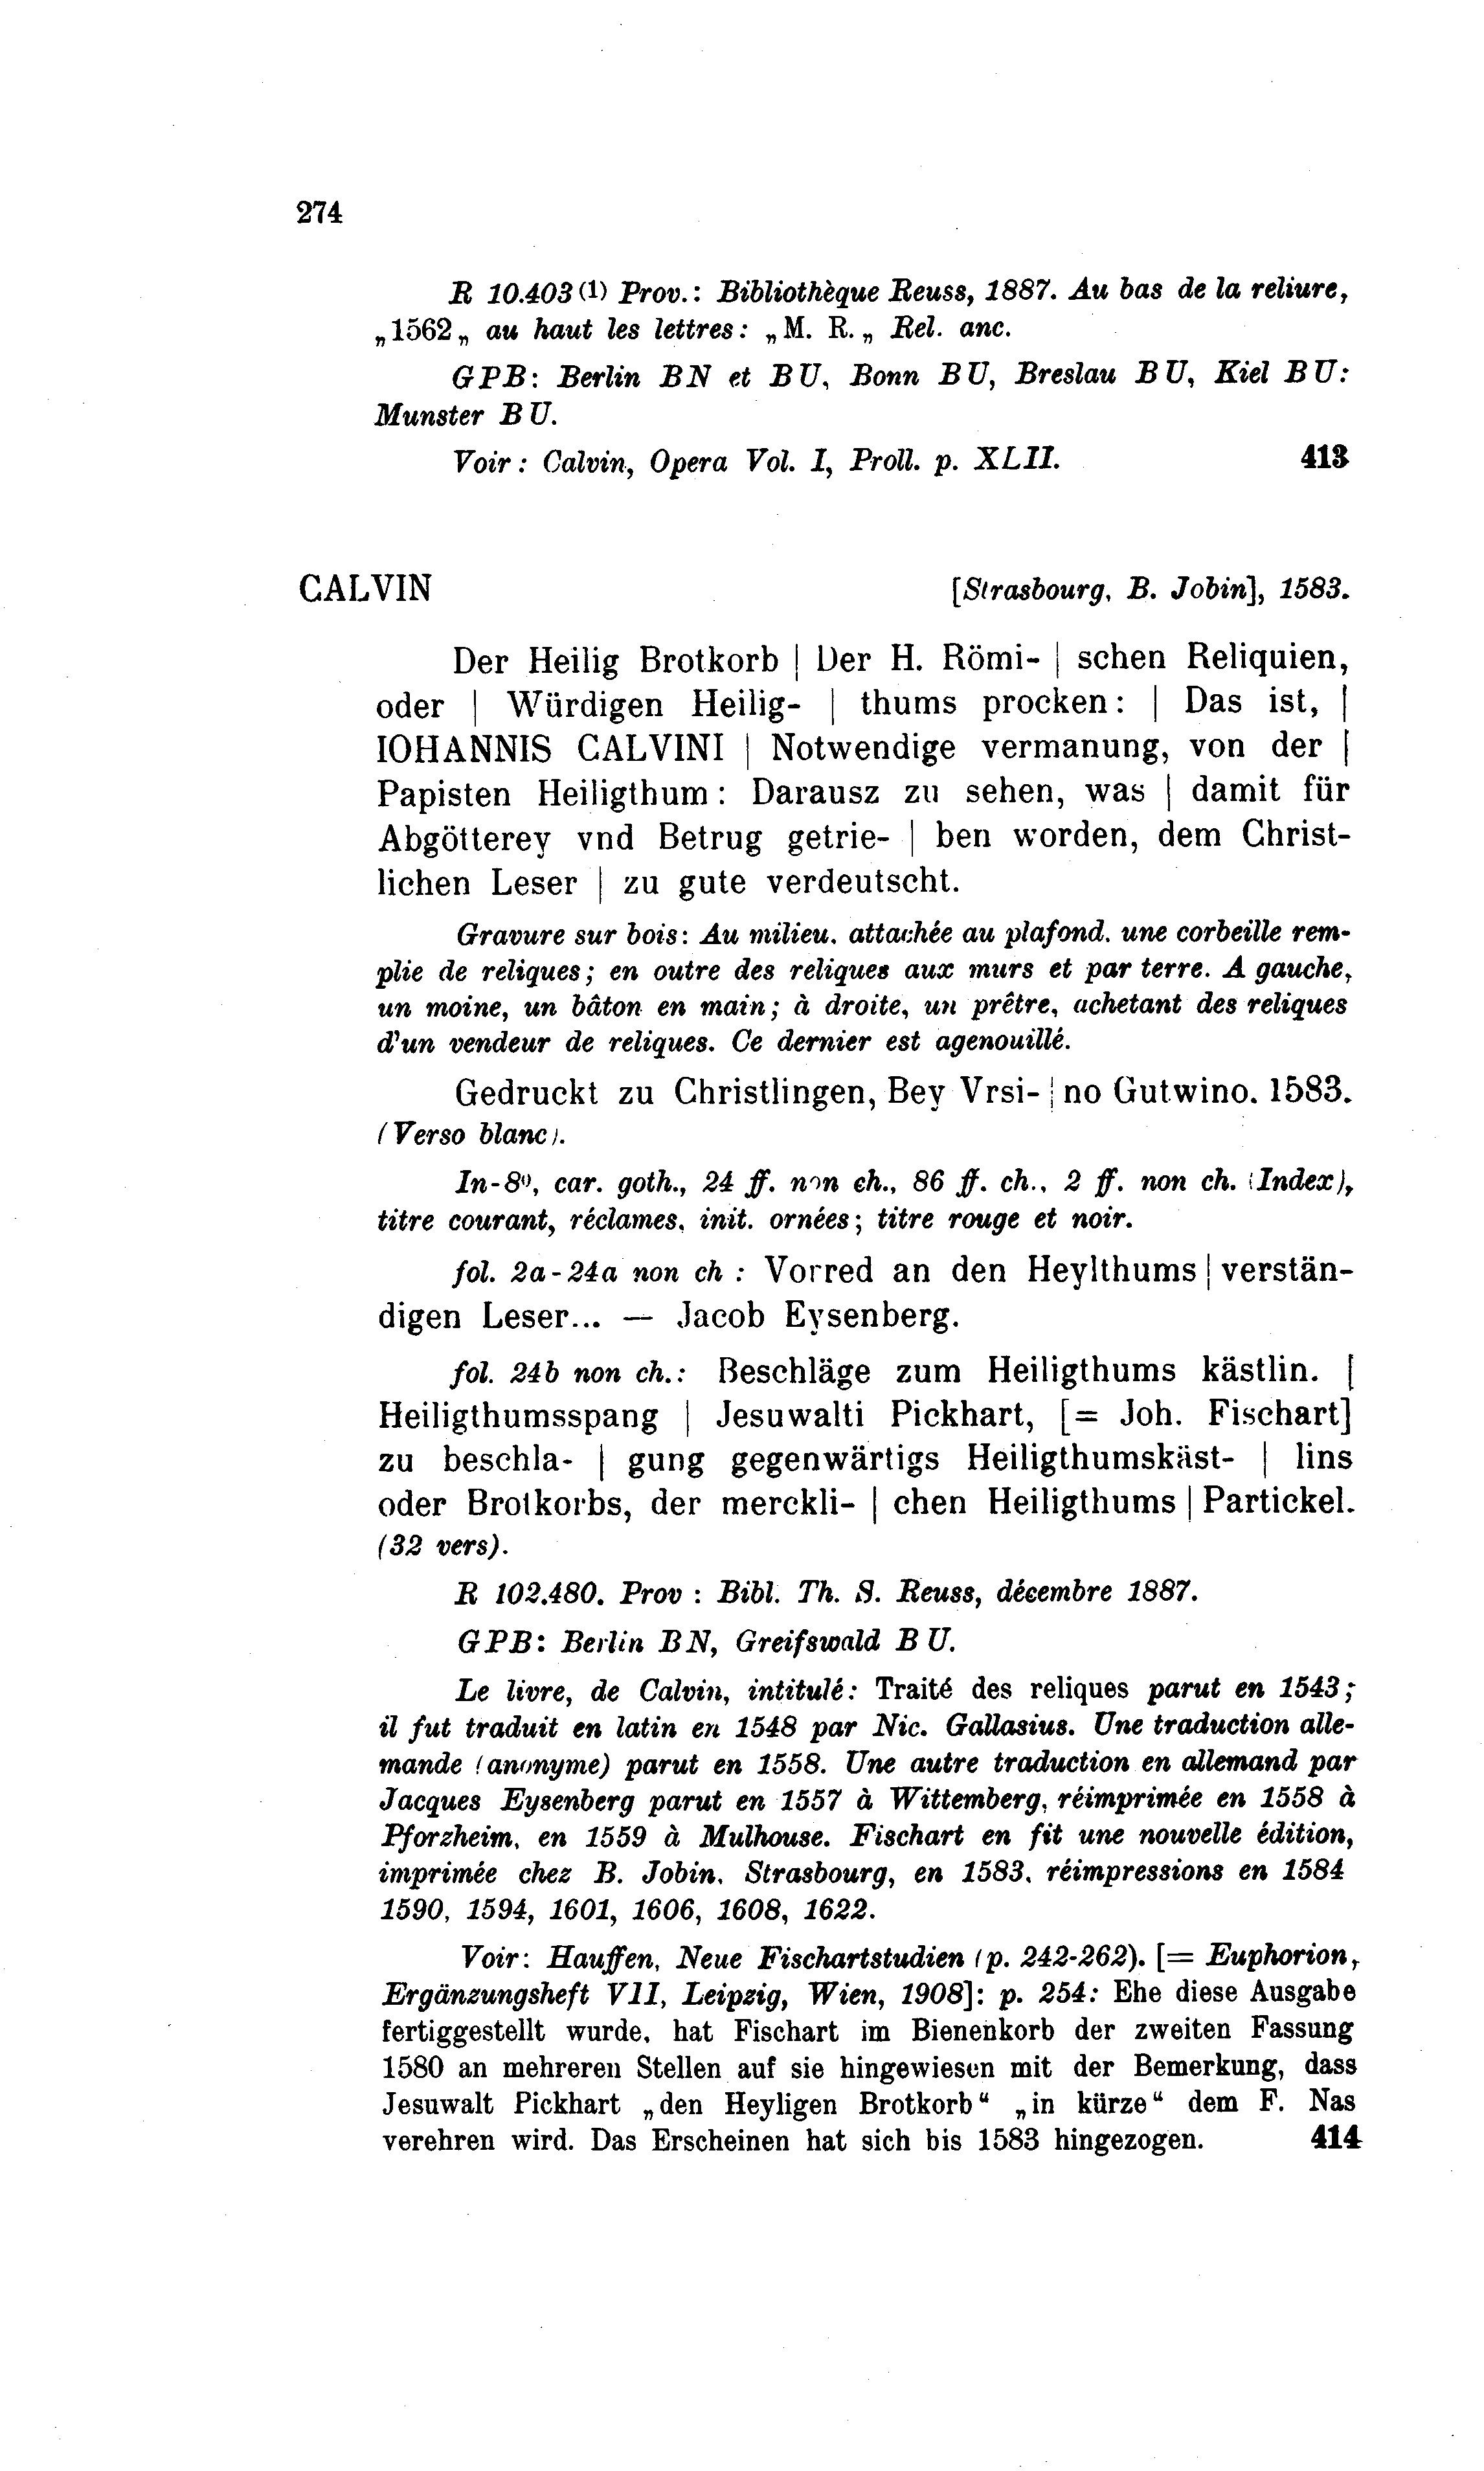 274
R 10.403 (1) Prov.: Bibliothèque Reuss, 1887. Au bas de la reliure,
„1562„ au haut les lettres: „M. R.„ Rel. anc.
GPB: Berlin BN et BU, Bonn BU, Breslau BU, Kiel BU:
Munster BU.
Voir: Calvin, Opera Vol. I, Proll. p. XLII. 413
CALVIN [Strasbourg, B. Jobin], 1583.
Der Heilig Brotkorb | Der H. Römi- | schen Reliquien,
oder | Würdigen Heilig- | thums procken: | Das ist, |
IOHANNIS CALVINI | Notwendige vermanung, von der |
Papisten Heiligthum: Darausz zu sehen, was | damit für
Abgötterey vnd Betrug getrie- | ben worden, dem Christ-
lichen Leser | zu gute verdeutscht.
Gravure sur bois: Au milieu, attachée au plafond, une corbeille rem-
plie de reliques; en outre des reliques aux murs et par terre. A gauche,
un moine, un bâton en main; à droite, un prêtre, achetant des reliques
d'un vendeur de reliques. Ce dernier est agenouillé.
Gedruckt zu Christlingen, Bey Vrsi- | no Gutwino. 1583.
(Verso blanc).
In-8º, car. goth., 24 ff. non ch., 86 ff. ch., 2 ff. non ch. (Index),
titre courant, réclames, init. ornées; titre rouge et noir.
fol. 2a-24a non ch : Vorred an den Heylthums | verstän-
digen Leser... — Jacob Eysenberg.
fol. 24b non ch.: Beschläge zum Heiligthums kästlin. |
Heiligthumsspang | Jesuwalti Pickhart, [= Joh. Fischart]
zu beschla- | gung gegenwärtigs Heiligthumskäst- | lins
oder Brotkorbs, der merckli- | chen Heiligthums | Partickel.
(32 vers).
R 102.480. Prov : Bibl. Th. S. Reuss, décembre 1887.
GPB: Berlin BN, Greifswald BU.
Le livre, de Calvin, intitulé: Traité des reliques parut en 1543;
il fut traduit en latin en 1548 par Nic. Gallasius. Une traduction alle-
mande (anonyme) parut en 1558. Une autre traduction en allemand par
Jacques Eysenberg parut en 1557 à Wittemberg, réimprimée en 1558 à
Pforzheim, en 1559 à Mulhouse. Fischart en fit une nouvelle édition,
imprimée chez B. Jobin, Strasbourg, en 1583, réimpressions en 1584
1590, 1594, 1601, 1606, 1608, 1622.
Voir: Hauffen, Neue Fischartstudien (p. 242-262). [= Euphorion,
Ergänzungsheft VII, Leipzig, Wien, 1908]: p. 254: Ehe diese Ausgabe
fertiggestellt wurde, hat Fischart im Bienenkorb der zweiten Fassung
1580 an mehreren Stellen auf sie hingewiesen mit der Bemerkung, dass
Jesuwalt Pickhart „den Heyligen Brotkorb“ „in kürze“ dem F. Nas
verehren wird. Das Erscheinen hat sich bis 1583 hingezogen. 414